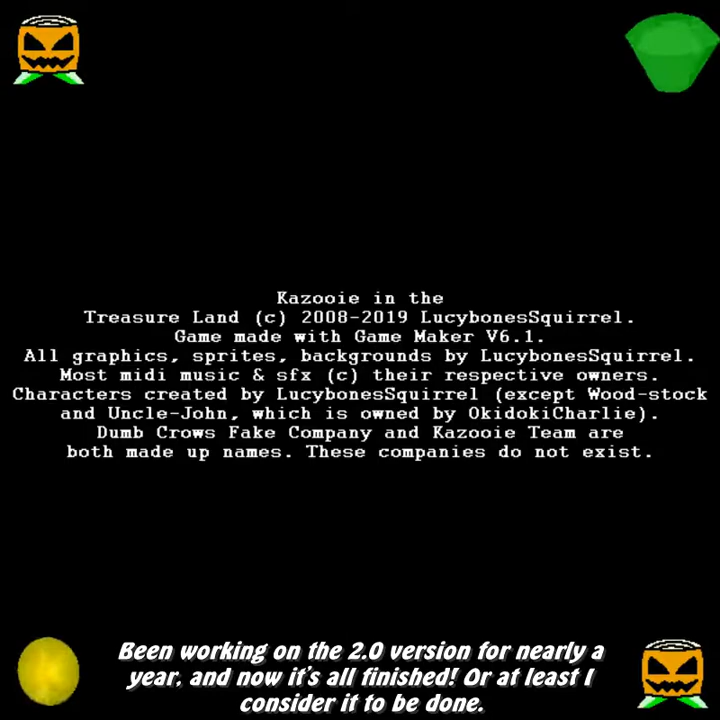 Kazooie in the
Treasure Land (c) 2008-2019 LucybonesSquirrel.
Game made with Game Maker V6.1.
All graphics, sprites, backgrounds by LucybonesSquirrel.
Most midi music & sfx (c) their respective owners.
Characters created by LucybonesSquirrel (except Wood-stock
and Uncle-John, which is owned by OkidokiCharlie).
Dumb Crows Fake Company and Kazooie Team are
both made up names. These companies do not exist.
Been working on the 2.0 version for nearly a
year, and now it's all finished! Or at least I
consider it to be done.